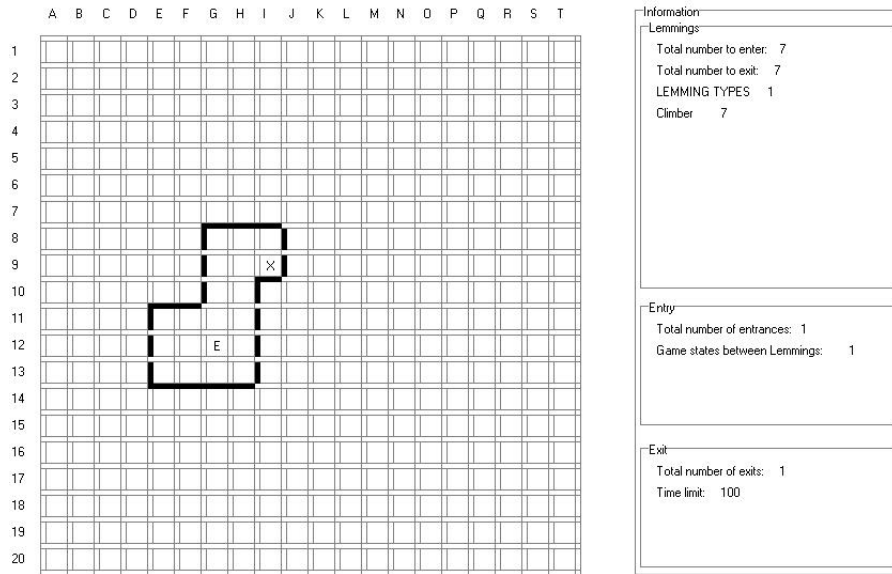 A B C D E F G H I J K L M N O P Q R S T
Information
Lemmings
Total number to enter: 7
Total number to exit: 7
LEMMING TYPES 1
Climber 7
1
2
3
4
5
6
7
8
9 X
10
11
12 E
13
14
15
16
17
18
19
20
Entry
Total number of entrances: 1
Game states between Lemmings: 1
Exit
Total number of exits: 1
Time limit: 100